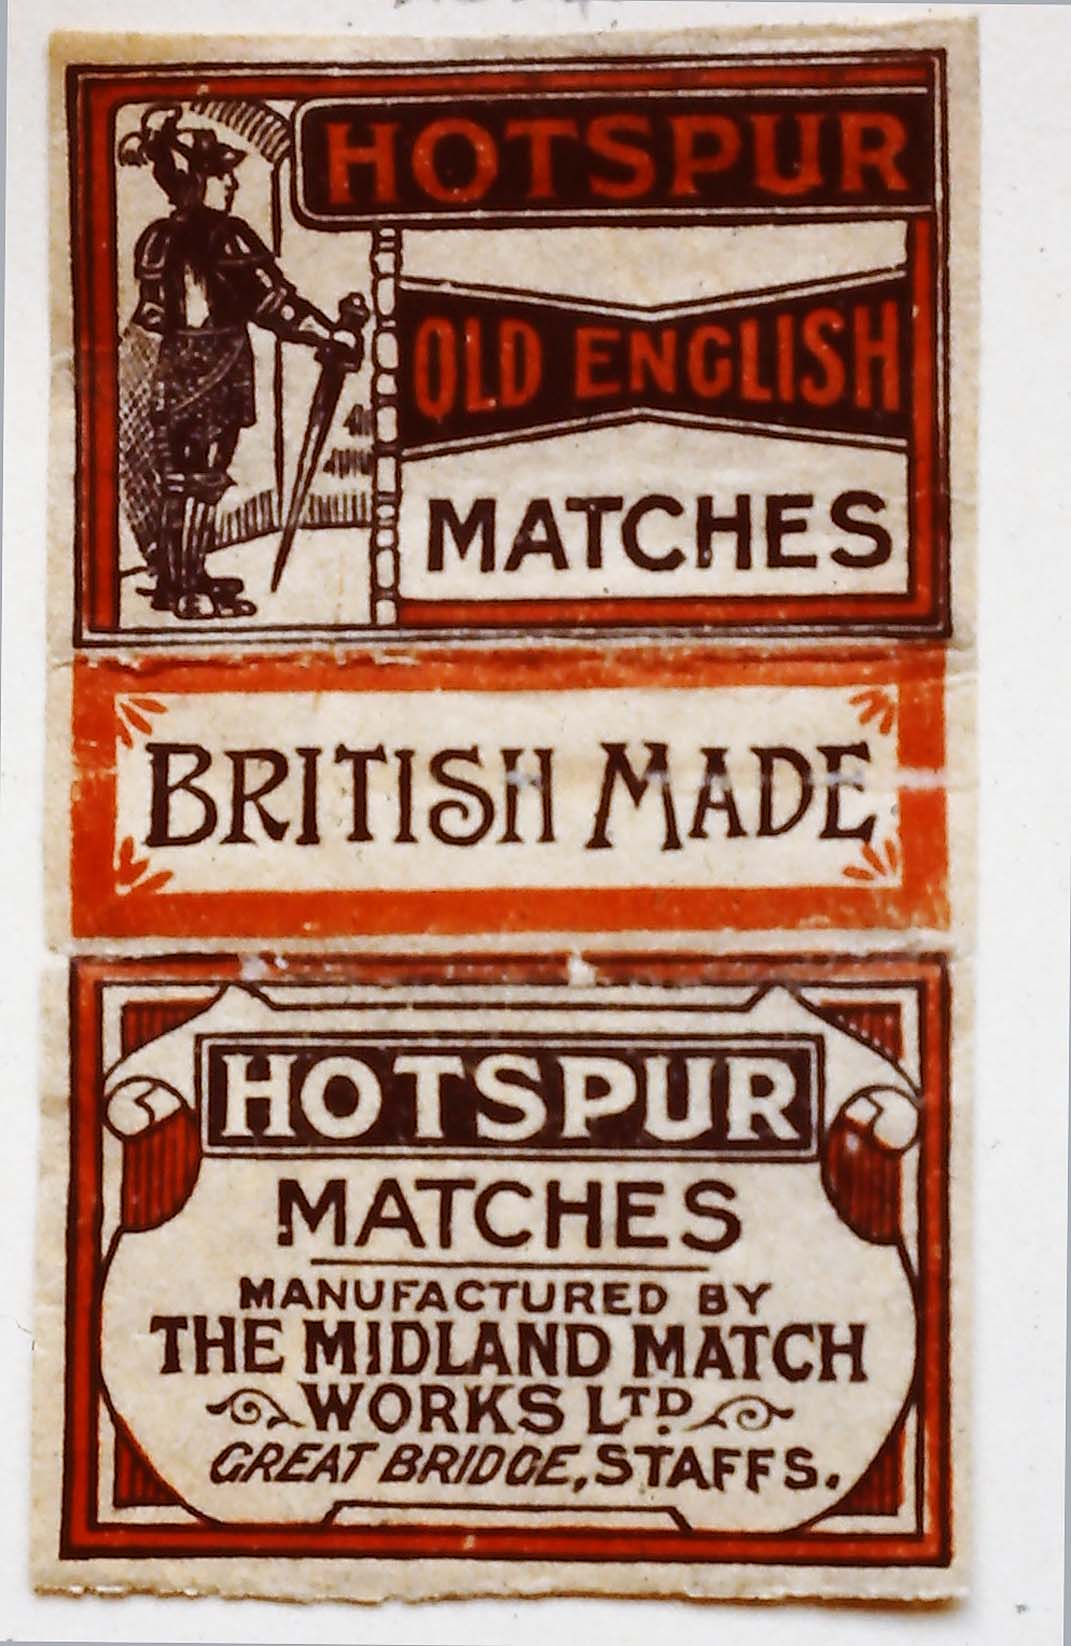 HOTSPUR
OLD ENGLISH
MATCHES
BRITISH MADE
HOTSPUR
MATCHES
MANUFACTURED BY
THE MIDLAND MATCH
WORKS LTD.
GREAT BRIDGE, STAFFS.